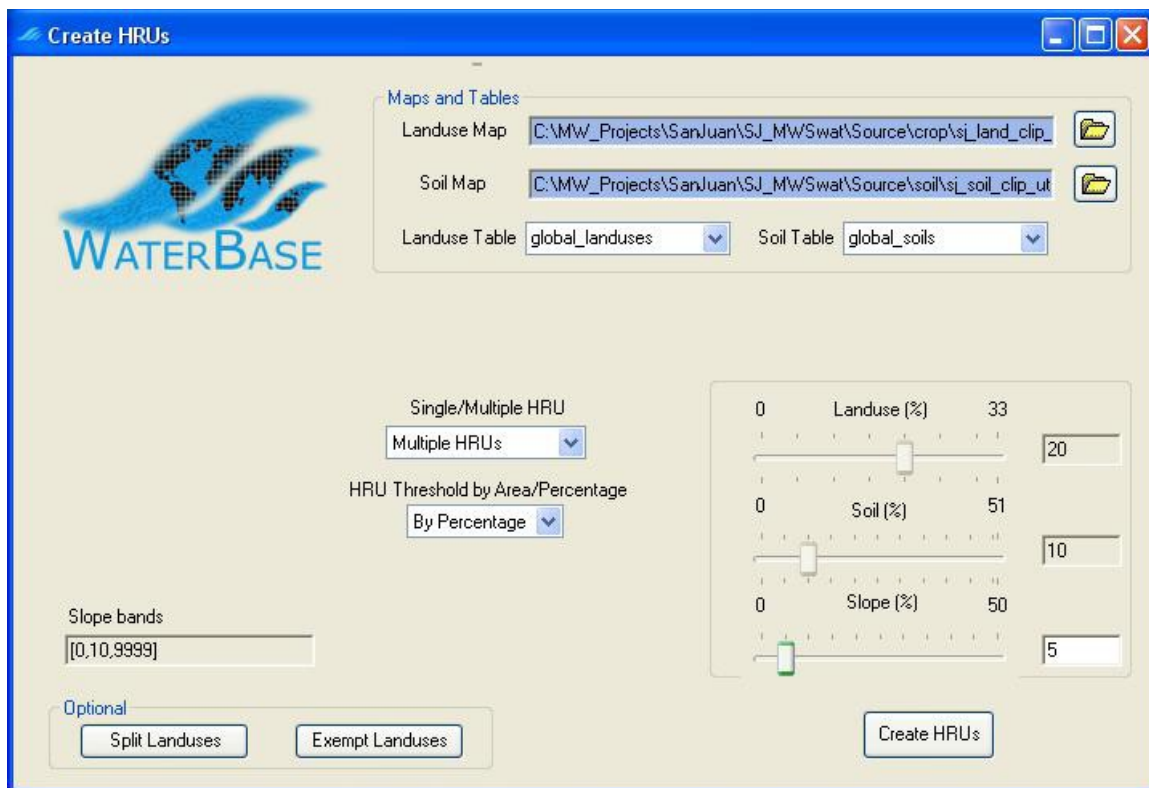 Create HRUs
WATERBASE
Maps and Tables
Landuse Map C:\MW_Projects\SanJuan\SJ_MWSwat\Source\crop\sj_land_clip_
Soil Map C:\MW_Projects\SanJuan\SJ_MWSwat\Source\soil\sj_soil_clip_ut
Landuse Table global_landuses Soil Table global_soils
Single/Multiple HRU
Multiple HRUs
HRU Threshold by Area/Percentage
By Percentage
0 Landuse (%) 33
20
0 Soil (%) 51
10
0 Slope (%) 50
5
Slope bands
[0,10,9999]
Optional
Split Landuses Exempt Landuses
Create HRUs